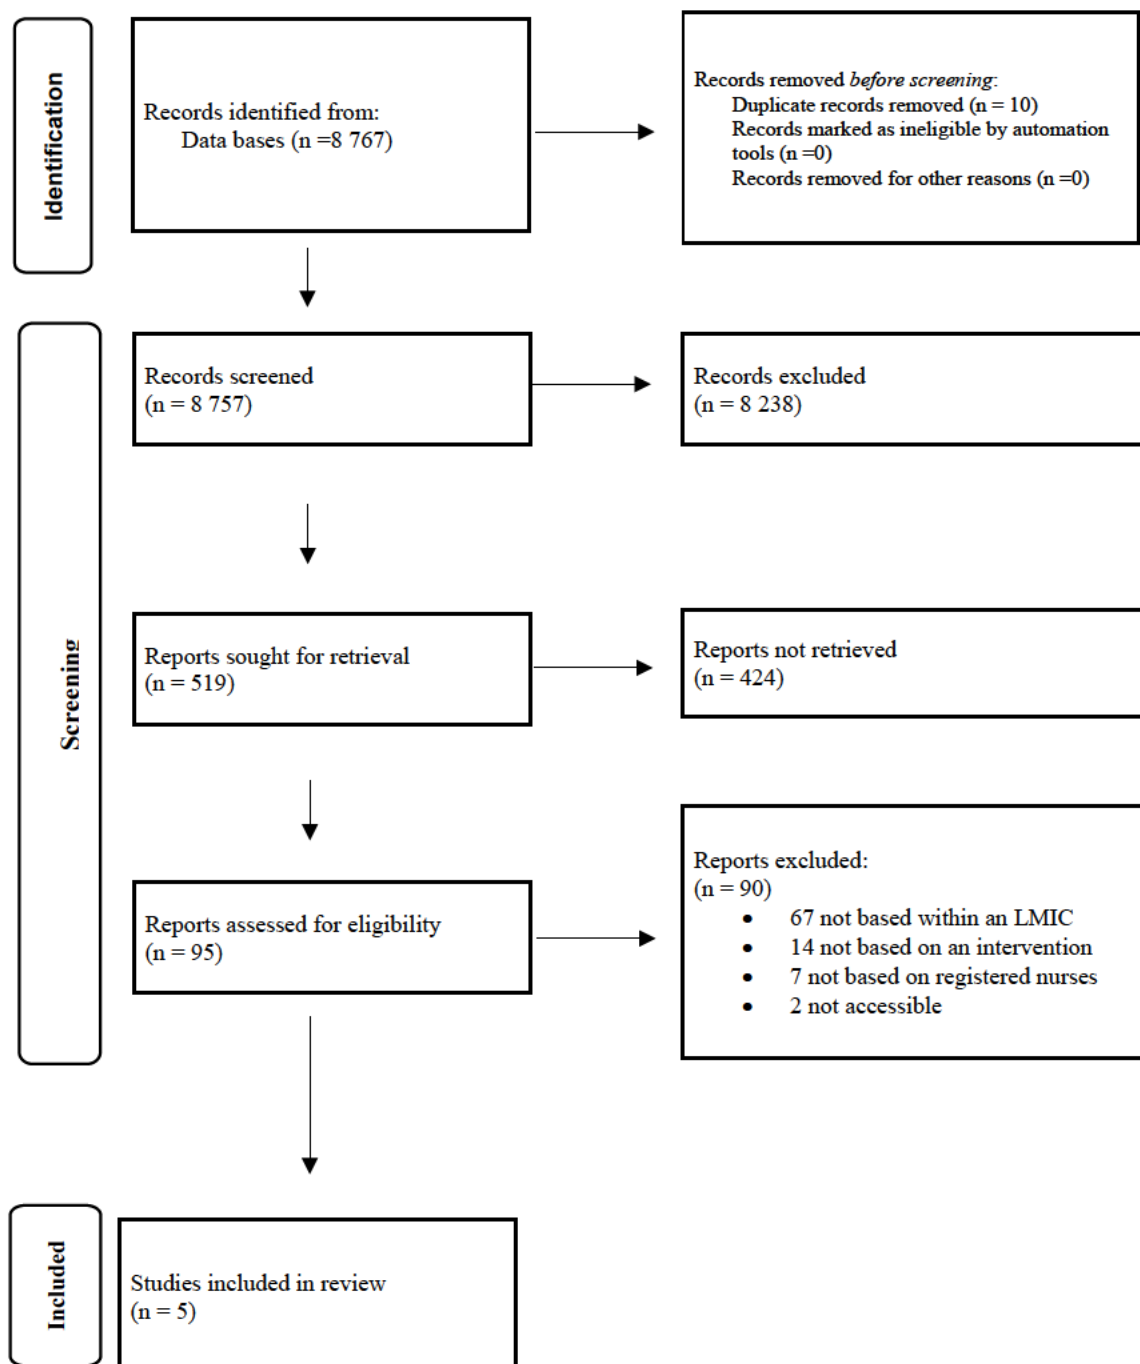 Identification
Records identified from:
Data bases (n =8 767)
Records removed before screening:
Duplicate records removed (n = 10)
Records marked as ineligible by automation
tools (n =0)
Records removed for other reasons (n =0)
Screening
Records screened
(n = 8 757)
Records excluded
(n = 8 238)
Reports sought for retrieval
(n = 519)
Reports not retrieved
(n = 424)
Reports assessed for eligibility
(n = 95)
Reports excluded:
(n = 90)
• 67 not based within an LMIC
• 14 not based on an intervention
• 7 not based on registered nurses
• 2 not accessible
Included
Studies included in review
(n = 5)